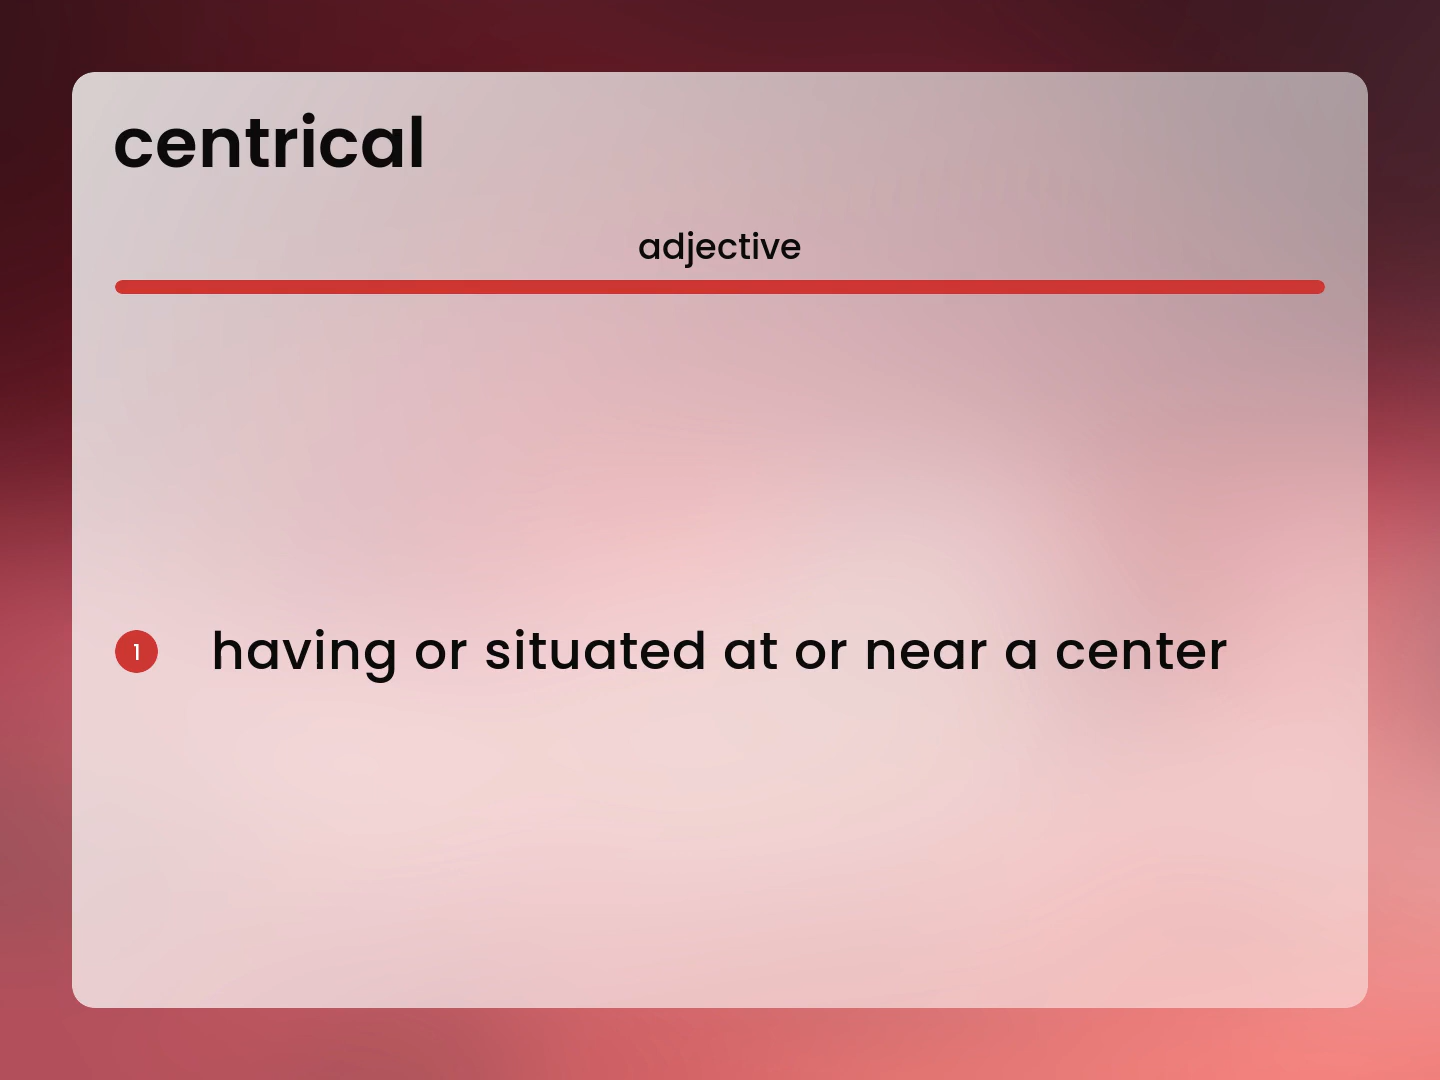 centrical
adjective
1 having or situated at or near a center